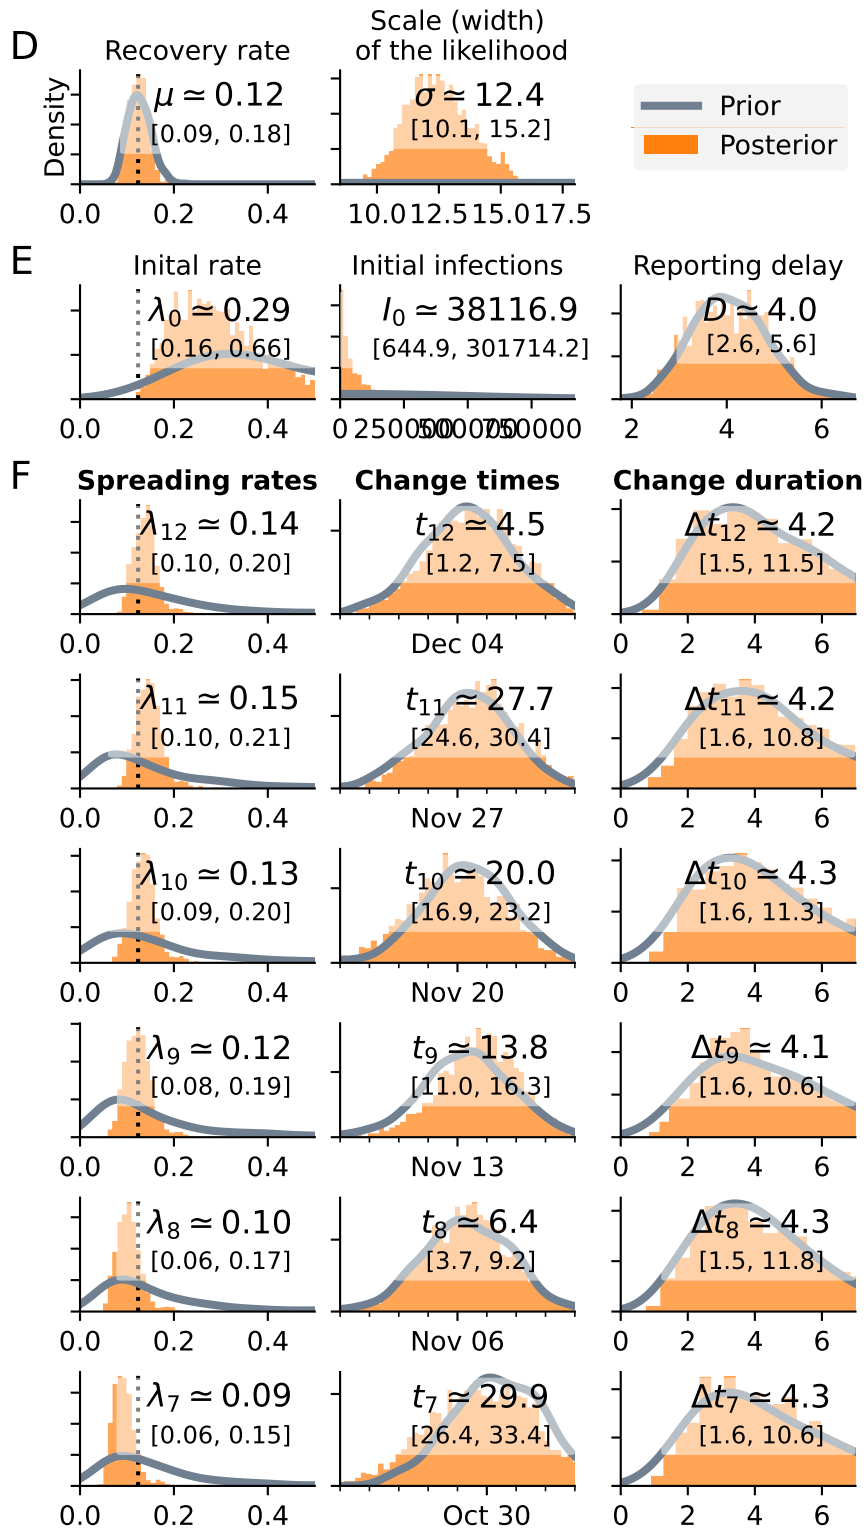 D
Recovery rate
Scale (width)
of the likelihood
Density
μ ≃ 0.12
[0.09, 0.18]
σ ≃ 12.4
[10.1, 15.2]
Prior
Posterior
0.0 0.2 0.4
10.0 12.5 15.0 17.5
E
Inital rate
Initial infections
Reporting delay
λ0 ≃ 0.29
[0.16, 0.66]
I0 ≃ 38116.9
[644.9, 301714.2]
D ≃ 4.0
[2.6, 5.6]
0.0 0.2 0.4
0 250000 500000 750000
2 4 6
F
Spreading rates
Change times
Change duration
λ12 ≃ 0.14
[0.10, 0.20]
t12 ≃ 4.5
[1.2, 7.5]
Δt12 ≃ 4.2
[1.5, 11.5]
0.0 0.2 0.4
Dec 04
0 2 4 6
λ11 ≃ 0.15
[0.10, 0.21]
t11 ≃ 27.7
[24.6, 30.4]
Δt11 ≃ 4.2
[1.6, 10.8]
0.0 0.2 0.4
Nov 27
0 2 4 6
λ10 ≃ 0.13
[0.09, 0.20]
t10 ≃ 20.0
[16.9, 23.2]
Δt10 ≃ 4.3
[1.6, 11.3]
0.0 0.2 0.4
Nov 20
0 2 4 6
λ9 ≃ 0.12
[0.08, 0.19]
t9 ≃ 13.8
[11.0, 16.3]
Δt9 ≃ 4.1
[1.6, 10.6]
0.0 0.2 0.4
Nov 13
0 2 4 6
λ8 ≃ 0.10
[0.06, 0.17]
t8 ≃ 6.4
[3.7, 9.2]
Δt8 ≃ 4.3
[1.5, 11.8]
0.0 0.2 0.4
Nov 06
0 2 4 6
λ7 ≃ 0.09
[0.06, 0.15]
t7 ≃ 29.9
[26.4, 33.4]
Δt7 ≃ 4.3
[1.6, 10.6]
0.0 0.2 0.4
Oct 30
0 2 4 6